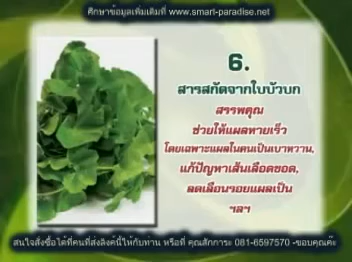 ศึกษาข้อมูลเพิ่มเติมที่ www.smart-paradise.net
6.
สารสกัดจากใบบัวบก
สรรพคุณ
ช่วยให้แผลหายเร็ว
โดยเฉพาะแผลในคนเป็นเบาหวาน,
แก้ปัญหาเส้นเลือดขอด,
ลดเลือนรอยแผลเป็น
ฯลฯ
สนใจสั่งซื้อได้ที่คนที่ส่งลิงค์นี้ให้กับท่าน หรือที่ คุณสักการะ 081-6597570 -ขอบคุณค๊ะ